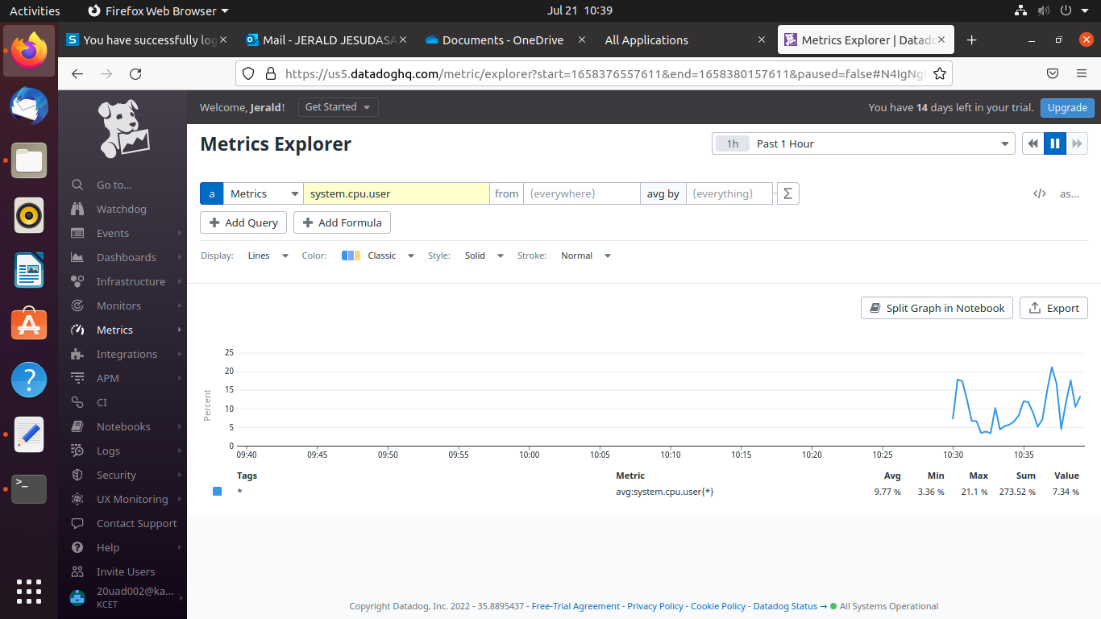 Activities Firefox Web Browser Jul 21 10:39
You have successfully log Mail - JERALD JESUDASA Documents - OneDrive All Applications Metrics Explorer | Datado
https://us5.datadoghq.com/metric/explorer?start=1658376557611&end=1658380157611&paused=false#N4IgNg
Welcome, Jerald! Get Started You have 14 days left in your trial. Upgrade
Metrics Explorer
1h Past 1 Hour
a Metrics system.cpu.user from (everywhere) avg by (everything) Σ </> as...
+ Add Query + Add Formula
Display: Lines Color: Classic Style: Solid Stroke: Normal
Split Graph in Notebook Export
Go to...
Watchdog
Events
Dashboards
Infrastructure
Monitors
Metrics
Integrations
APM
CI
Notebooks
Logs
Security
UX Monitoring
Contact Support
Help
Invite Users
20uad002@ka...
KCET
Percent
25
20
15
10
5
0
09:40 09:45 09:50 09:55 10:00 10:05 10:10 10:15 10:20 10:25 10:30 10:35
Tags Metric Avg Min Max Sum Value
* avg:system.cpu.user{*} 9.77 % 3.36 % 21.1 % 273.52 % 7.34 %
Copyright Datadog, Inc. 2022 - 35.8895437 - Free-Trial Agreement - Privacy Policy - Cookie Policy - Datadog Status → All Systems Operational